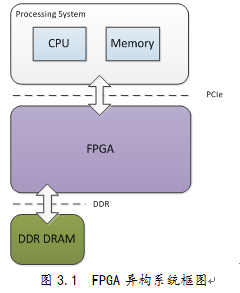 Processing System
CPU
Memory
PCIe
FPGA
DDR
DDR DRAM
图 3.1 FPGA 异构系统框图